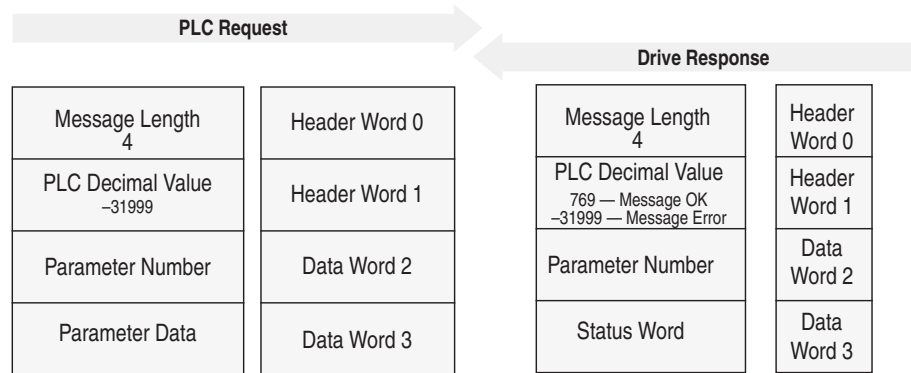 PLC Request
Drive Response
Message Length
4
Header Word 0
PLC Decimal Value
–31999
Header Word 1
Parameter Number
Data Word 2
Parameter Data
Data Word 3
Message Length
4
Header
Word 0
PLC Decimal Value
769 — Message OK
–31999 — Message Error
Header
Word 1
Parameter Number
Data
Word 2
Status Word
Data
Word 3